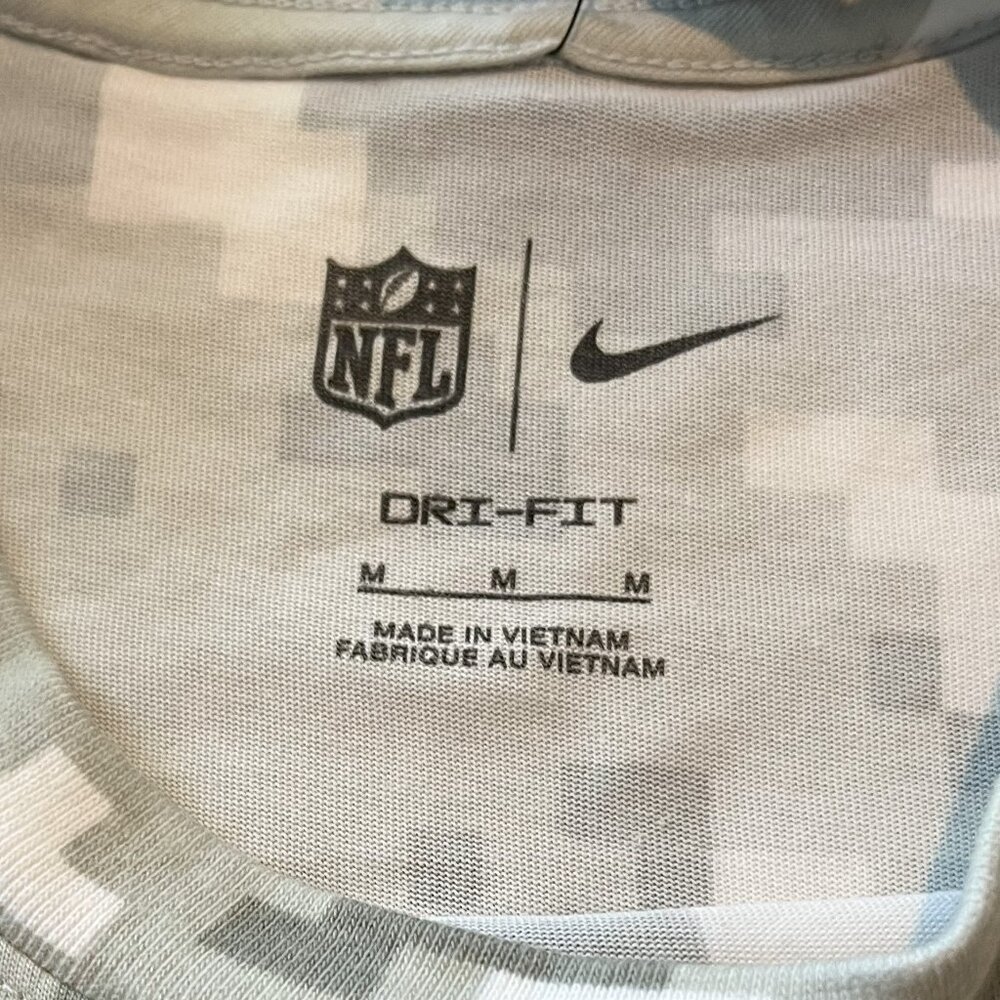 NFL
DRI-FIT
M M M
MADE IN VIETNAM
FABRIQUE AU VIETNAM